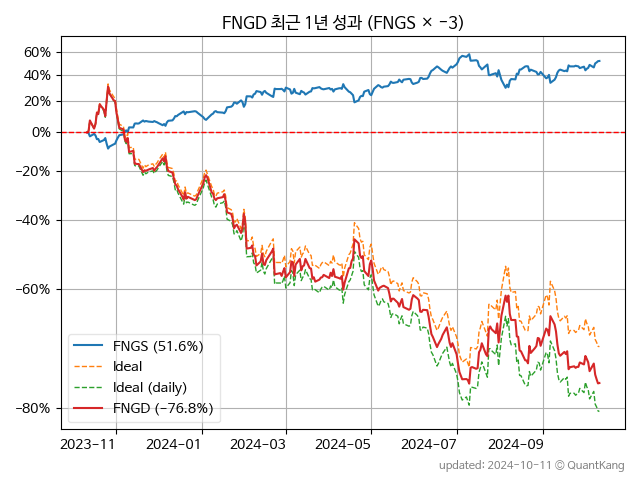 FNGD 최근 1년 성과 (FNGS × −3)
60%
40%
20%
0%
−20%
−40%
−60%
−80%
FNGS (51.6%)
Ideal
Ideal (daily)
FNGD (−76.8%)
2023−11
2024−01
2024−03
2024−05
2024−07
2024−09
updated: 2024-10-11 © QuantKang